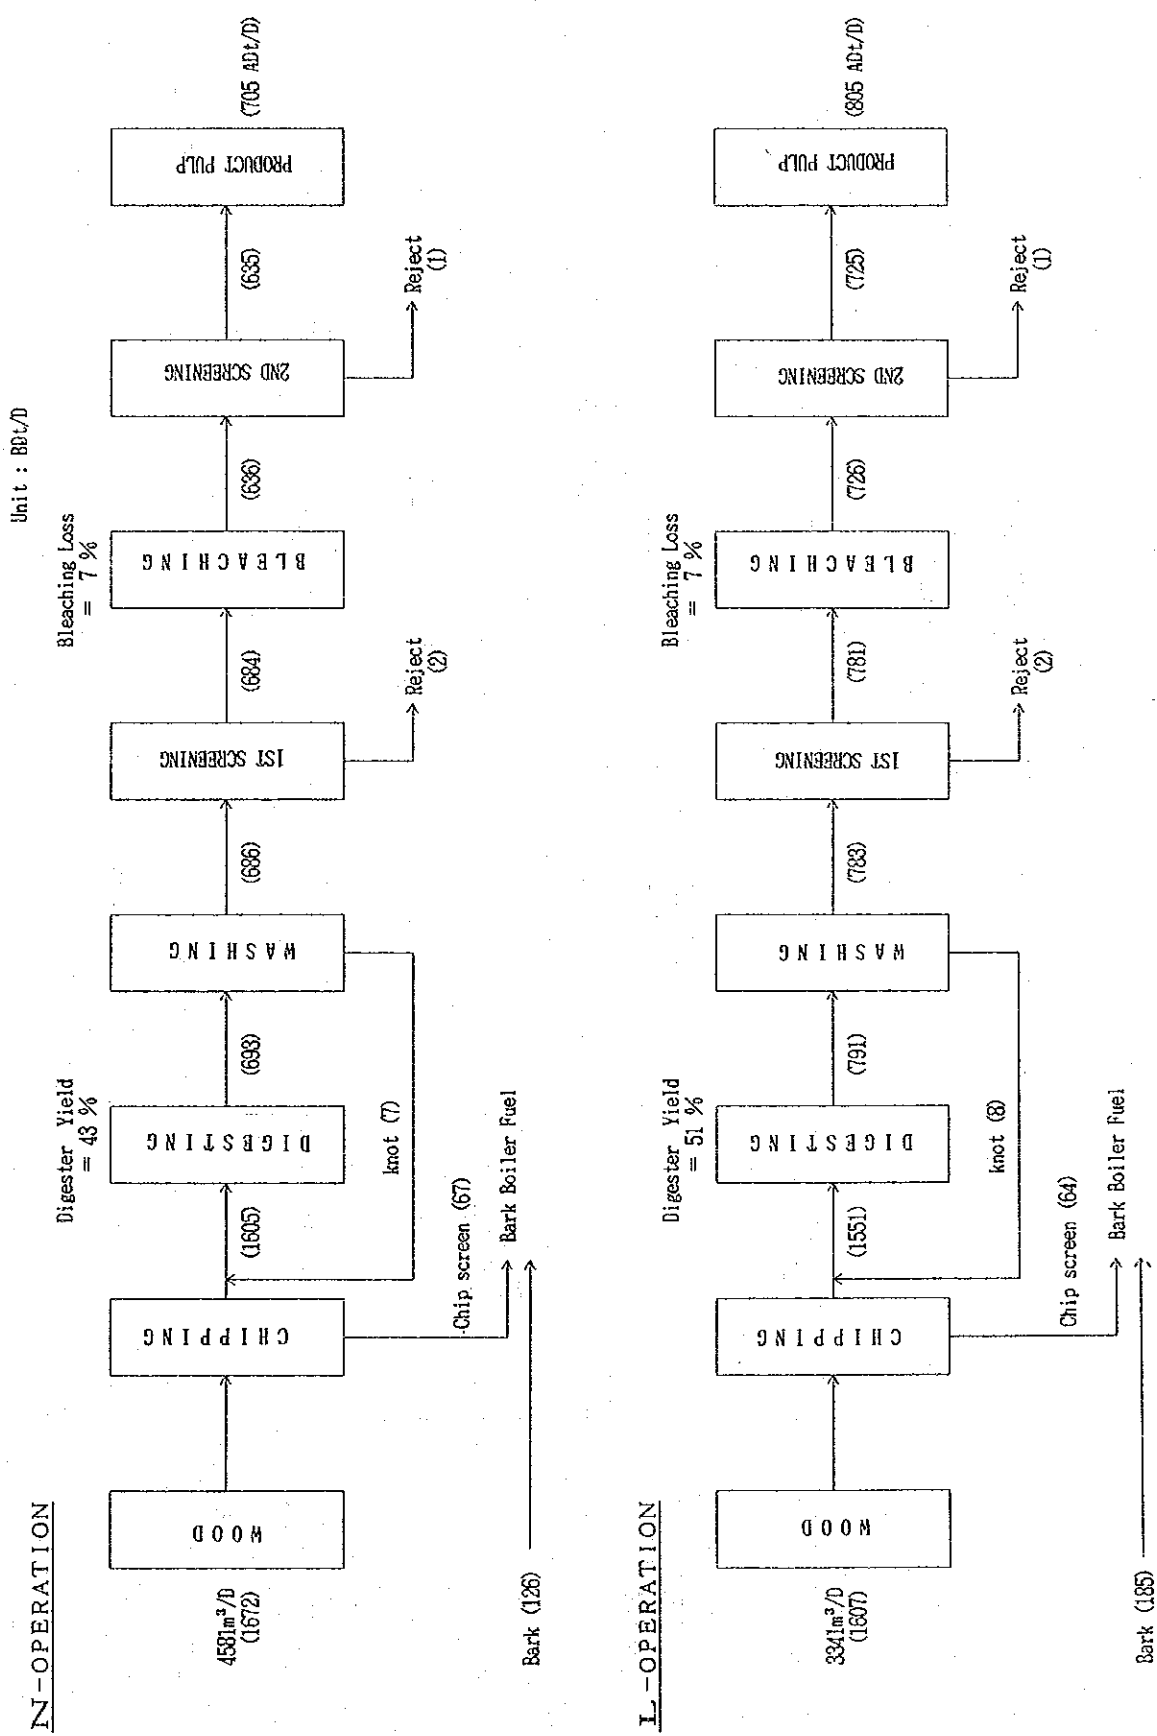 Unit : BDt/D
N-OPERATION
Digester Yield
= 43 %
Bleaching Loss
= 7 %
4581m³/D
(1672)
WOOD
CHIPPING
(1605)
DIGESTING
(693)
WASHING
(686)
1ST SCREENING
(684)
BLEACHING
(636)
2ND SCREENING
(635)
PRODUCT PULP
(705 ADt/D)
knot (7)
Reject
(2)
Reject
(1)
Chip screen (67)
Bark Boiler Fuel
Bark (126)
L-OPERATION
Digester Yield
= 51 %
Bleaching Loss
= 7 %
3341m³/D
(1607)
WOOD
CHIPPING
(1551)
DIGESTING
(791)
WASHING
(783)
1ST SCREENING
(781)
BLEACHING
(726)
2ND SCREENING
(725)
PRODUCT PULP
(805 ADt/D)
knot (8)
Reject
(2)
Reject
(1)
Chip screen (64)
Bark Boiler Fuel
Bark (185)